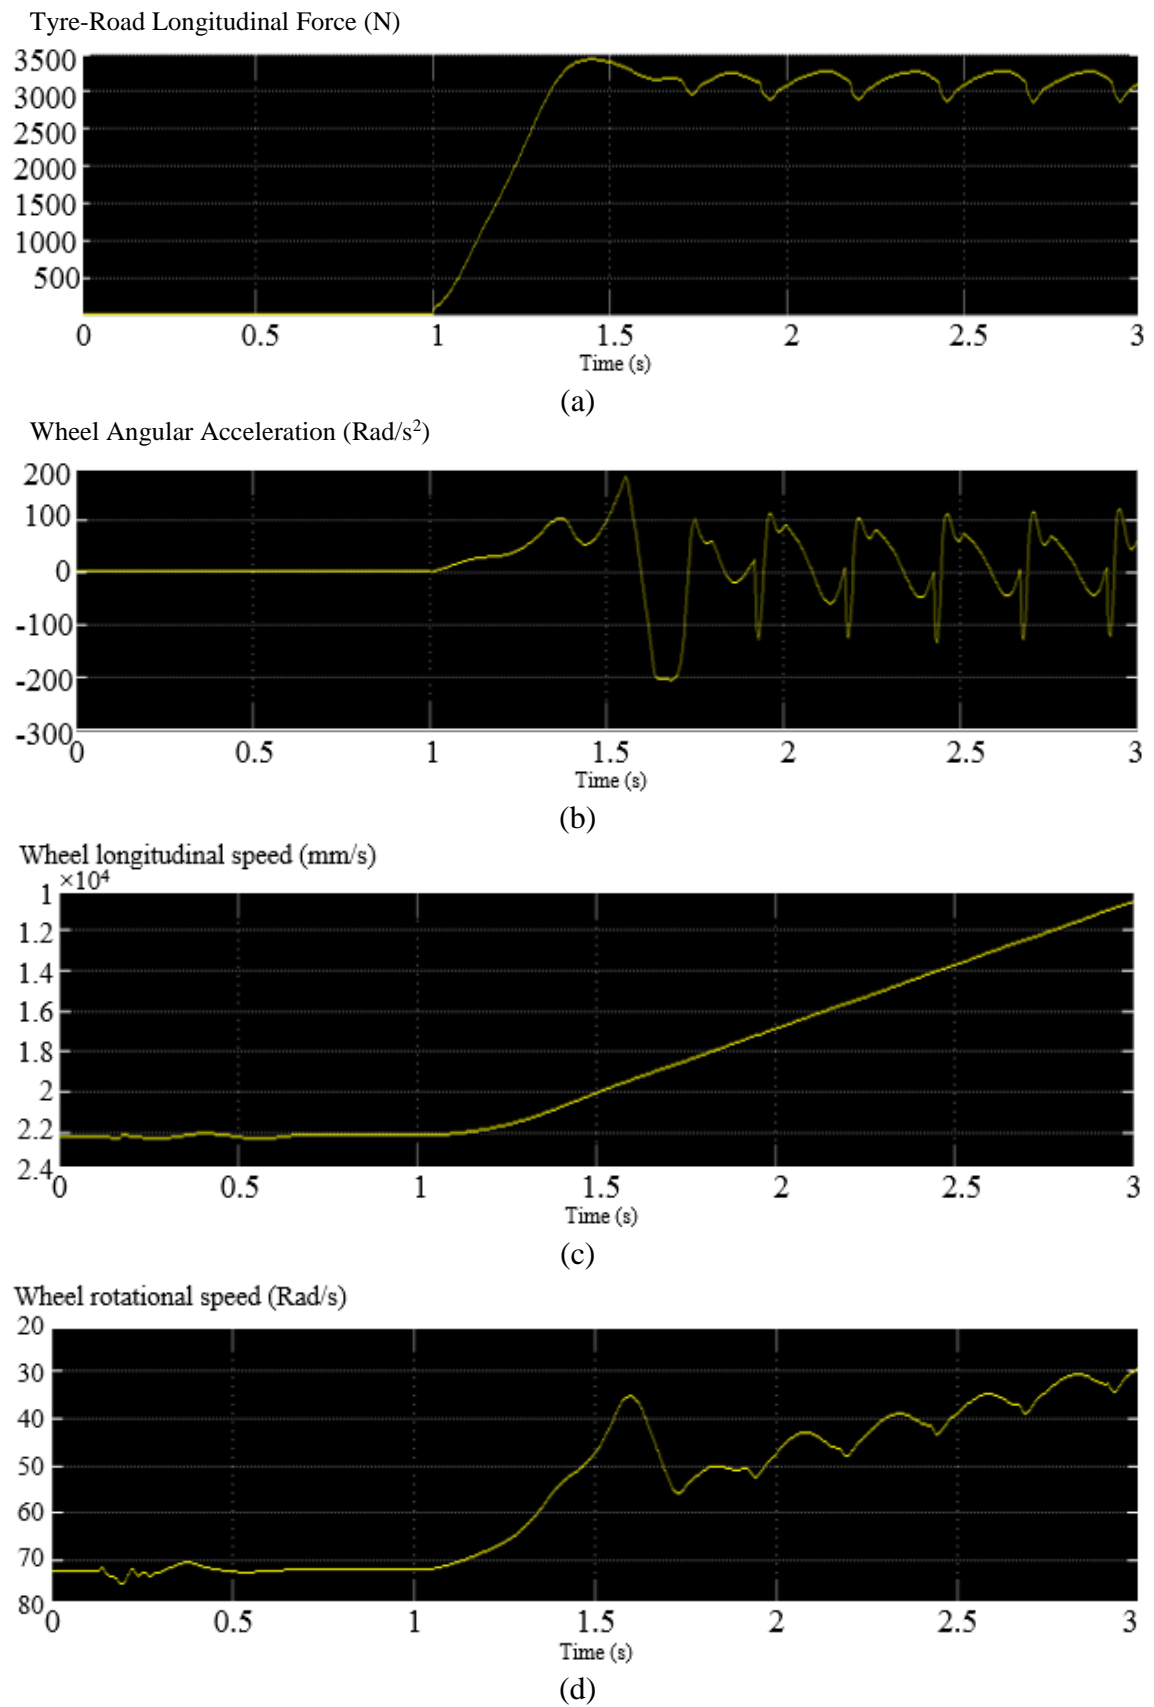 Tyre-Road Longitudinal Force (N)
3500
3000
2500
2000
1500
1000
500
0 0.5 1 1.5 2 2.5 3
Time (s)
(a)
Wheel Angular Acceleration (Rad/s²)
200
100
0
-100
-200
-300
0 0.5 1 1.5 2 2.5 3
Time (s)
(b)
Wheel longitudinal speed (mm/s)
×10⁴
1
1.2
1.4
1.6
1.8
2
2.2
2.4
0 0.5 1 1.5 2 2.5 3
Time (s)
(c)
Wheel rotational speed (Rad/s)
20
30
40
50
60
70
80
0 0.5 1 1.5 2 2.5 3
Time (s)
(d)